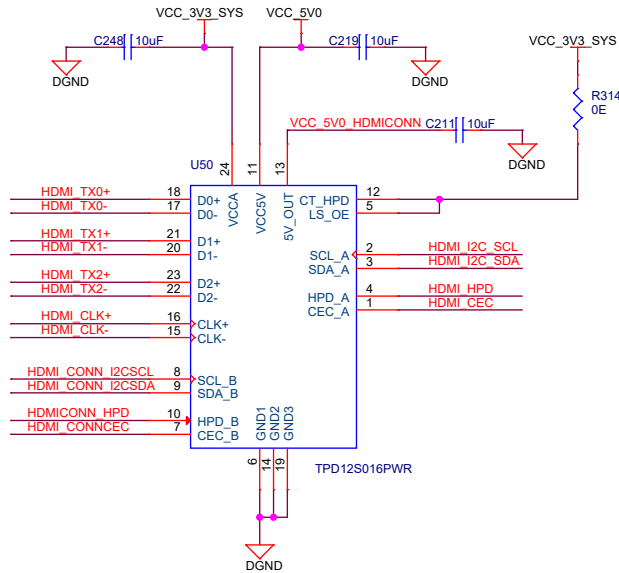 VCC_3V3_SYS
VCC_5V0
C248 10uF
C219 10uF
VCC_3V3_SYS
DGND
DGND
R314
0E
VCC_5V0_HDMICONN
C211 10uF
DGND
U50
24
11
13
VCCA
VCC5V
5V_OUT
HDMI_TX0+ 18 D0+
HDMI_TX0- 17 D0-
CT_HPD 12
LS_OE 5
HDMI_TX1+ 21 D1+
HDMI_TX1- 20 D1-
SCL_A 2 HDMI_I2C_SCL
SDA_A 3 HDMI_I2C_SDA
HDMI_TX2+ 23 D2+
HDMI_TX2- 22 D2-
HPD_A 4 HDMI_HPD
CEC_A 1 HDMI_CEC
HDMI_CLK+ 16 CLK+
HDMI_CLK- 15 CLK-
HDMI_CONN_I2CSCL 8 SCL_B
HDMI_CONN_I2CSDA 9 SDA_B
HDMICONN_HPD 10 HPD_B
HDMI_CONNCEC 7 CEC_B
GND1
GND2
GND3
6
14
19
TPD12S016PWR
DGND